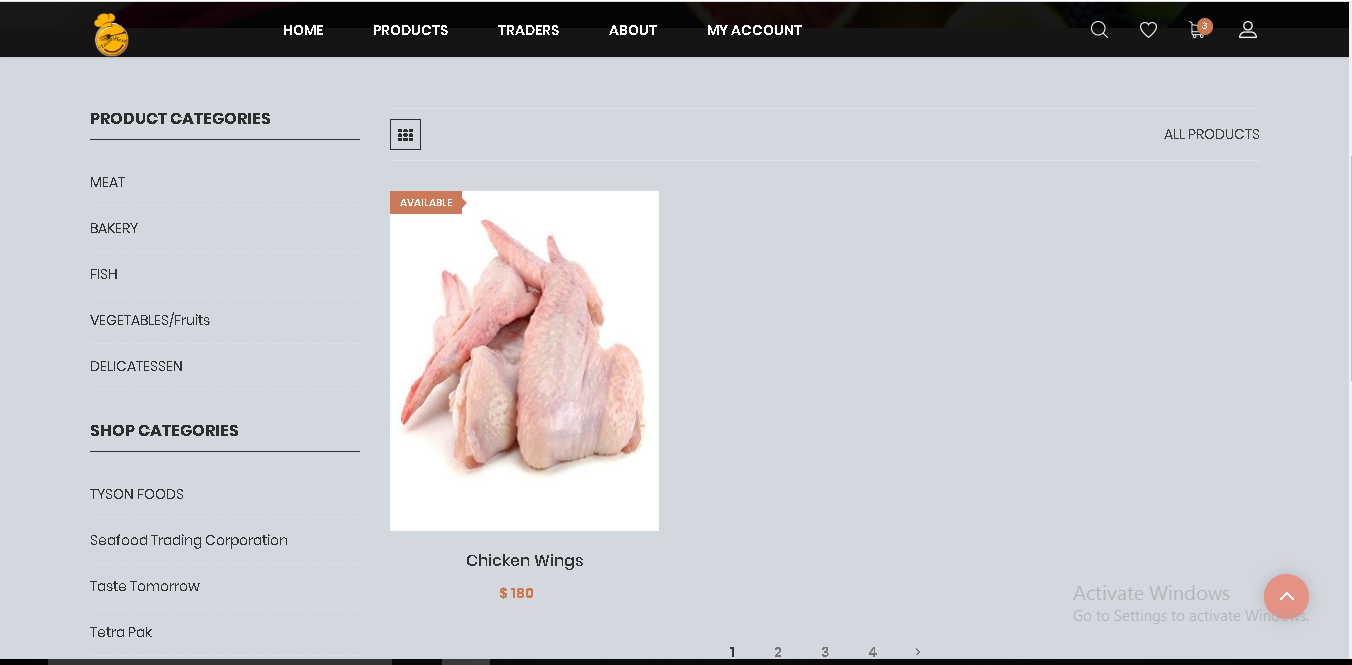 HOME PRODUCTS TRADERS ABOUT MY ACCOUNT 3
PRODUCT CATEGORIES
MEAT
BAKERY
FISH
VEGETABLES/Fruits
DELICATESSEN
SHOP CATEGORIES
TYSON FOODS
Seafood Trading Corporation
Taste Tomorrow
Tetra Pak
ALL PRODUCTS
AVAILABLE
Chicken Wings
$ 180
Activate Windows
Go to Settings to activate Windows.
1 2 3 4 >